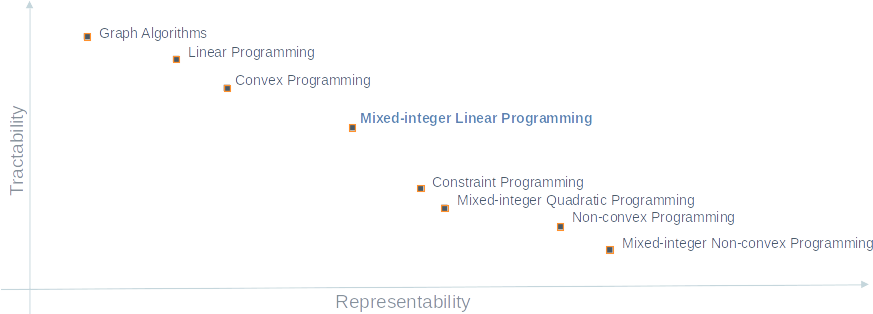 Graph Algorithms
Linear Programming
Convex Programming
Mixed-integer Linear Programming
Tractability
Constraint Programming
Mixed-integer Quadratic Programming
Non-convex Programming
Mixed-integer Non-convex Programming
Representability